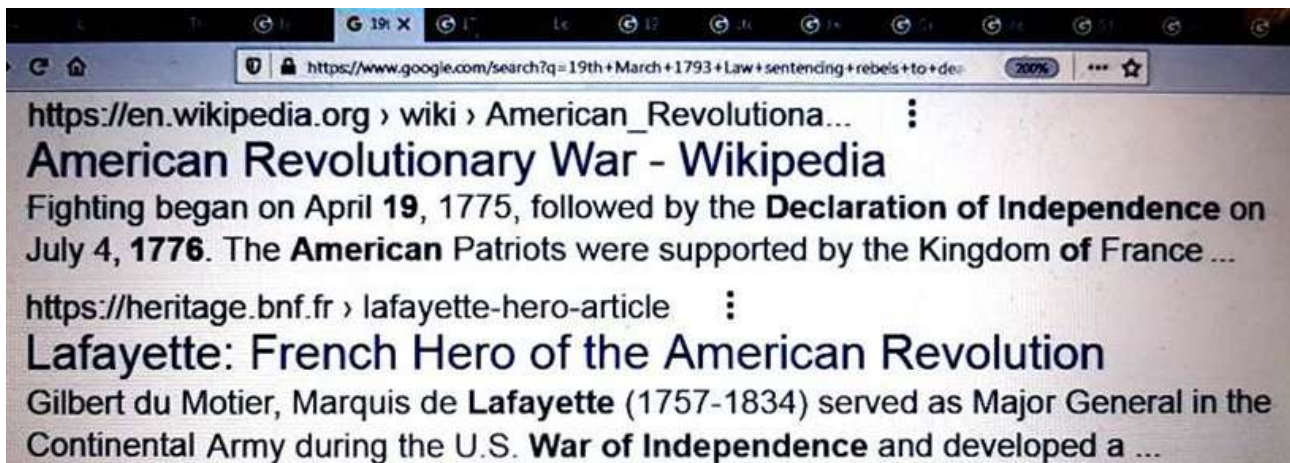 G 19t X
https://www.google.com/search?q=19th+March+1793+Law+sentencing+rebels+to+dea 200%
https://en.wikipedia.org › wiki › American_Revolutiona...
American Revolutionary War - Wikipedia
Fighting began on April 19, 1775, followed by the Declaration of Independence on
July 4, 1776. The American Patriots were supported by the Kingdom of France ...
https://heritage.bnf.fr › lafayette-hero-article
Lafayette: French Hero of the American Revolution
Gilbert du Motier, Marquis de Lafayette (1757-1834) served as Major General in the
Continental Army during the U.S. War of Independence and developed a ...